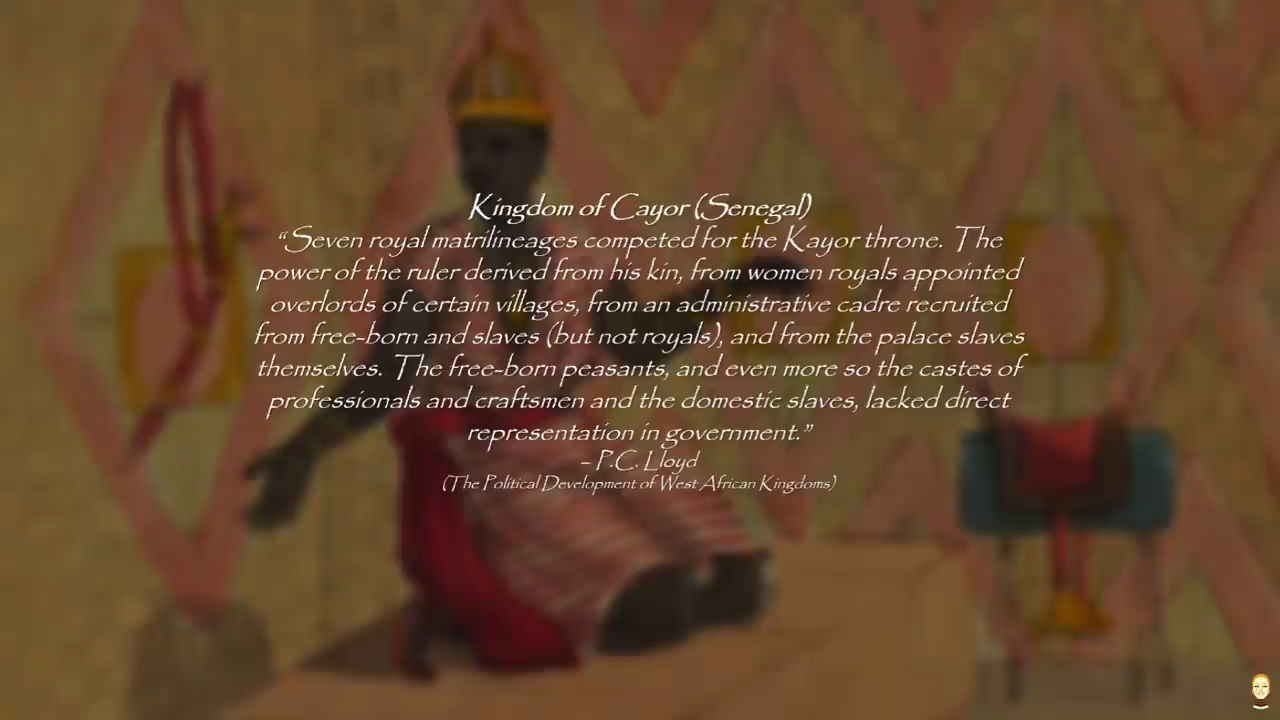 Kingdom of Cayor (Senegal)
“Seven royal matrilineages competed for the Kayor throne. The
power of the ruler derived from his kin, from women royals appointed
overlords of certain villages, from an administrative cadre recruited
from free-born and slaves (but not royals), and from the palace slaves
themselves. The free-born peasants, and even more so the castes of
professionals and craftsmen and the domestic slaves, lacked direct
representation in government.”
– P.C. Lloyd
(The Political Development of West African Kingdoms)